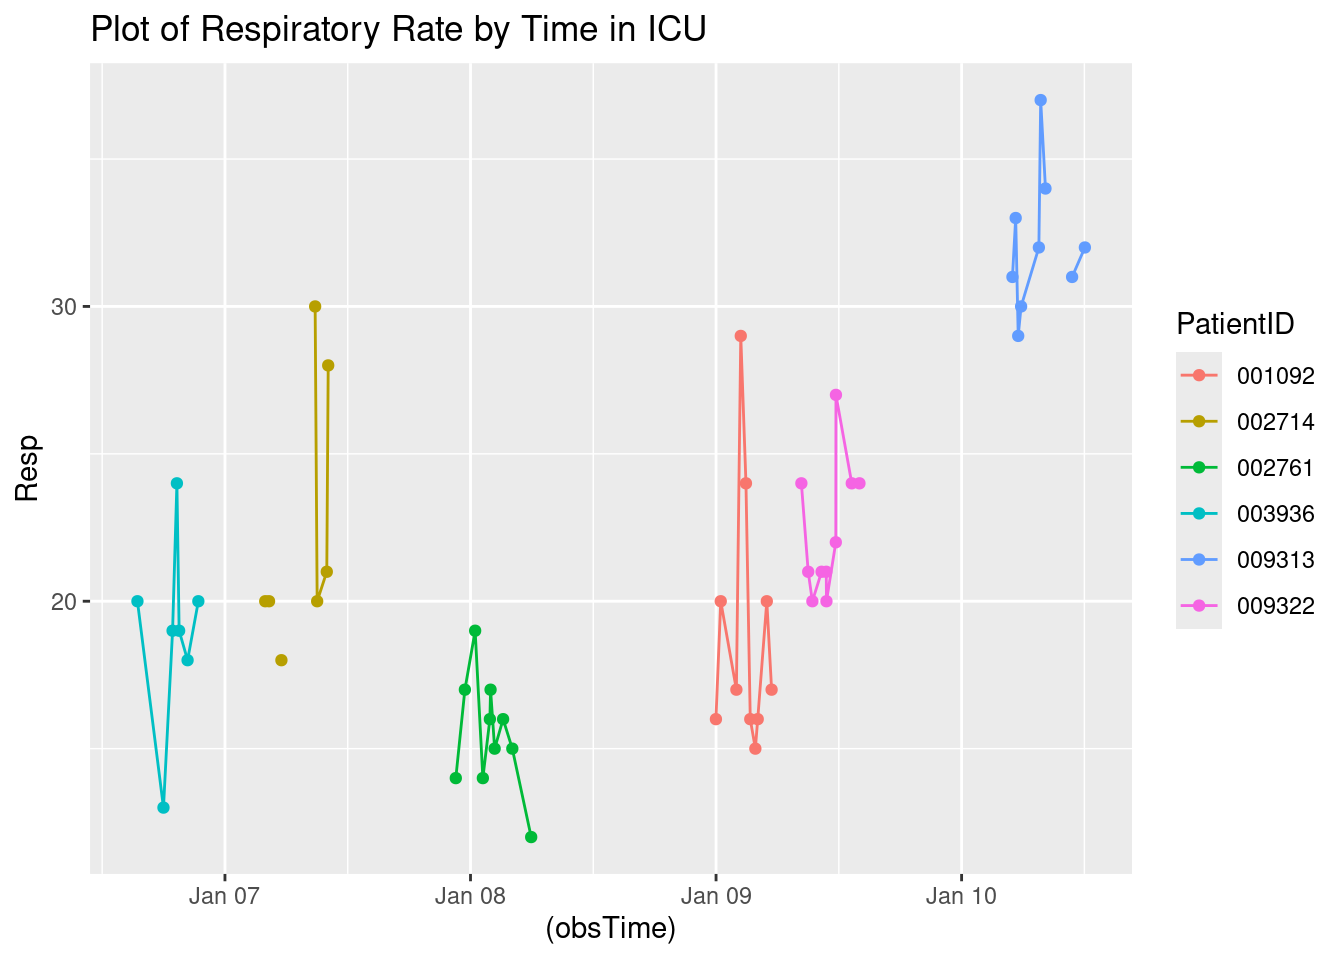 Plot of Respiratory Rate by Time in ICU
Resp
30
20
Jan 07
Jan 08
Jan 09
Jan 10
(obsTime)
PatientID
001092
002714
002761
003936
009313
009322